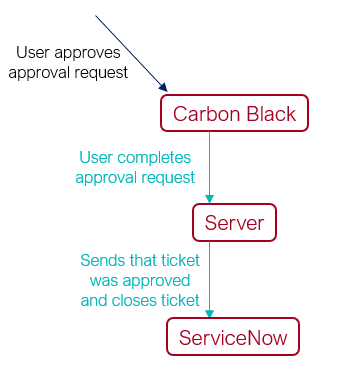 User approves
approval request
Carbon Black
User completes
approval request
Server
Sends that ticket
was approved
and closes ticket
ServiceNow